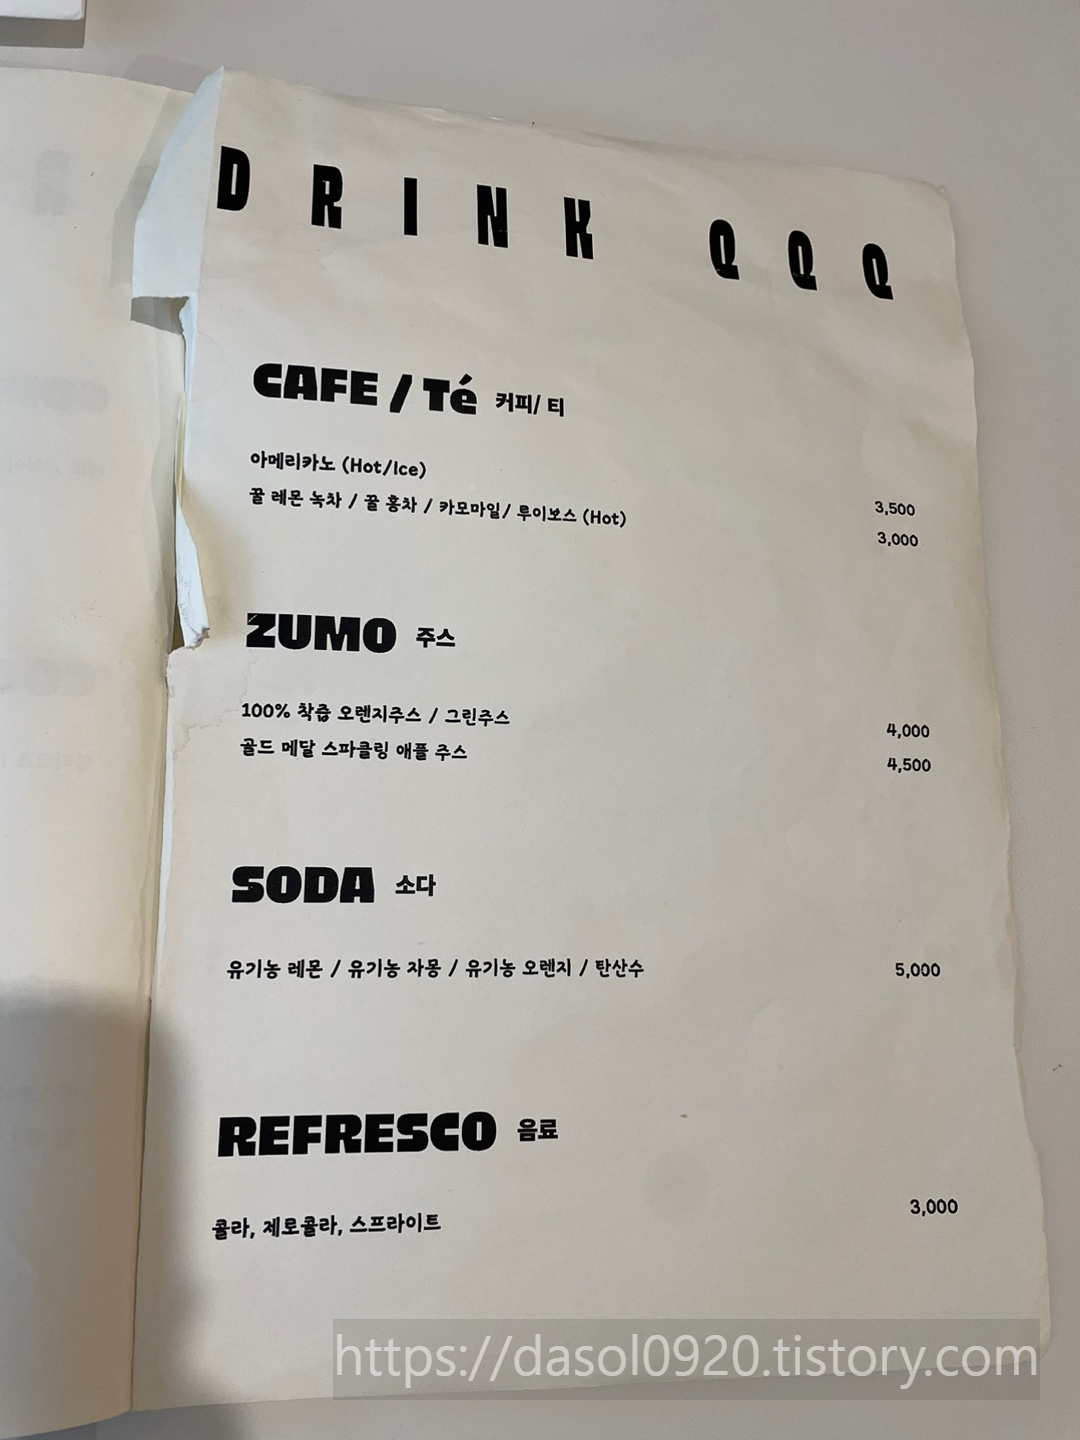 DRINK QQQ
CAFE / Té 커피/ 티
아메리카노 (Hot/Ice) 3,500
꿀 레몬 녹차 / 꿀 홍차 / 카모마일/ 루이보스 (Hot) 3,000
ZUMO 주스
100% 착즙 오렌지주스 / 그린주스 4,000
골드 메달 스파클링 애플 주스 4,500
SODA 소다
유기농 레몬 / 유기농 자몽 / 유기농 오렌지 / 탄산수 5,000
REFRESCO 음료
콜라, 제로콜라, 스프라이트 3,000
https://dasol0920.tistory.com